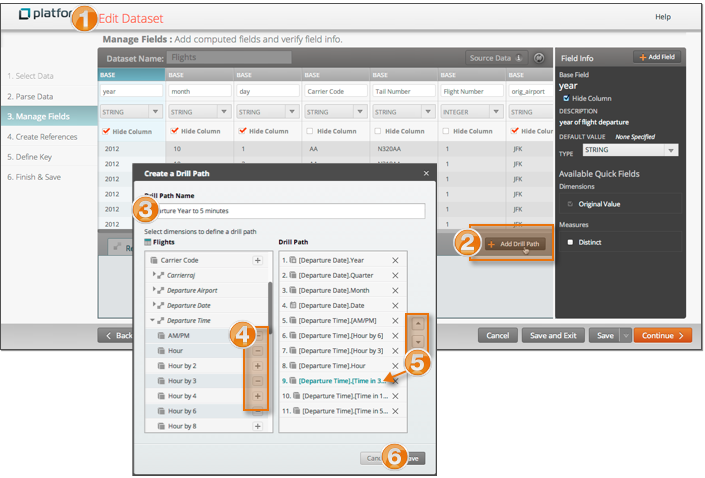 platfor
1 Edit Dataset
Help
Manage Fields : Add computed fields and verify field info.
Dataset Name: Flights
Source Data
Field Info
+ Add Field
1. Select Data
2. Parse Data
3. Manage Fields
4. Create References
5. Define Key
6. Finish & Save
BASE BASE BASE BASE BASE BASE BASE
year month day Carrier Code Tail Number Flight Number orig_airport
STRING STRING STRING STRING STRING INTEGER STRING
Hide Column Hide Column Hide Column Hide Column Hide Column Hide Column Hide Colum
2012 10 1 AA N320AA 1 JFK
2012 1 JFK
2012 1 JFK
2012 1 JFK
2012 1 JFK
2012 1 JFK
Base Field
year
Hide Column
DESCRIPTION
year of flight departure
DEFAULT VALUE None Specified
TYPE STRING
Available Quick Fields
Dimensions
Original Value
Measures
Distinct
2 + Add Drill Path
Re
Create a Drill Path ×
Drill Path Name
3 parture Year to 5 minutes
Select dimensions to define a drill path
Flights
Carrier Code +
Carrierraj
Departure Airport
Departure Date
Departure Time
4
AM/PM −
Hour −
Hour by 2 +
Hour by 3 −
Hour by 4 +
Hour by 6 −
Hour by 8 +
Drill Path
1. [Departure Date].Year
2. [Departure Date].Quarter
3. [Departure Date].Month
4. [Departure Date].Date
5. [Departure Time].[AM/PM]
6. [Departure Time].[Hour by 6]
7. [Departure Time].[Hour by 3]
8. [Departure Time].Hour
9. [Departure Time].[Time in 3...
10. [Departure Time].[Time in 1...
11. [Departure Time].[Time in 5...
5
Canc 6 ave
< Back
Cancel
Save and Exit
Save
Continue >